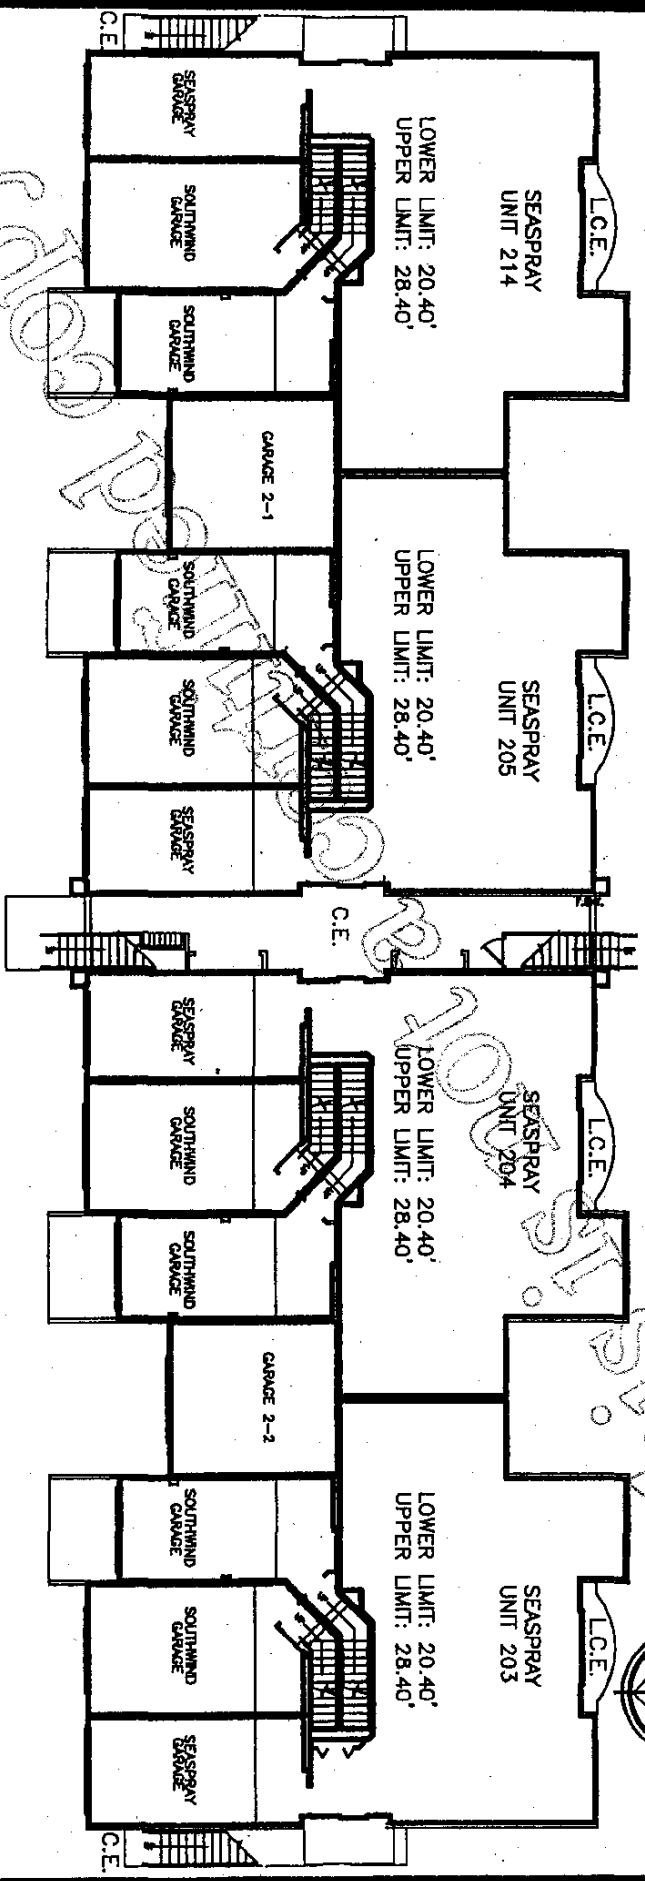 C.E.
L.C.E.
SEASPRAY
UNIT 214
LOWER LIMIT: 20.40'
UPPER LIMIT: 28.40'
SEASPRAY
GARAGE
SOUTHWIND
GARAGE
SOUTHWIND
GARAGE
GARAGE 2-1
L.C.E.
SEASPRAY
UNIT 205
LOWER LIMIT: 20.40'
UPPER LIMIT: 28.40'
SOUTHWIND
GARAGE
SOUTHWIND
GARAGE
SEASPRAY
GARAGE
C.E.
L.C.E.
SEASPRAY
UNIT 204
LOWER LIMIT: 20.40'
UPPER LIMIT: 28.40'
SEASPRAY
GARAGE
SOUTHWIND
GARAGE
SOUTHWIND
GARAGE
GARAGE 2-2
L.C.E.
SEASPRAY
UNIT 203
LOWER LIMIT: 20.40'
UPPER LIMIT: 28.40'
SOUTHWIND
GARAGE
SOUTHWIND
GARAGE
SEASPRAY
GARAGE
C.E.
not a certified cop